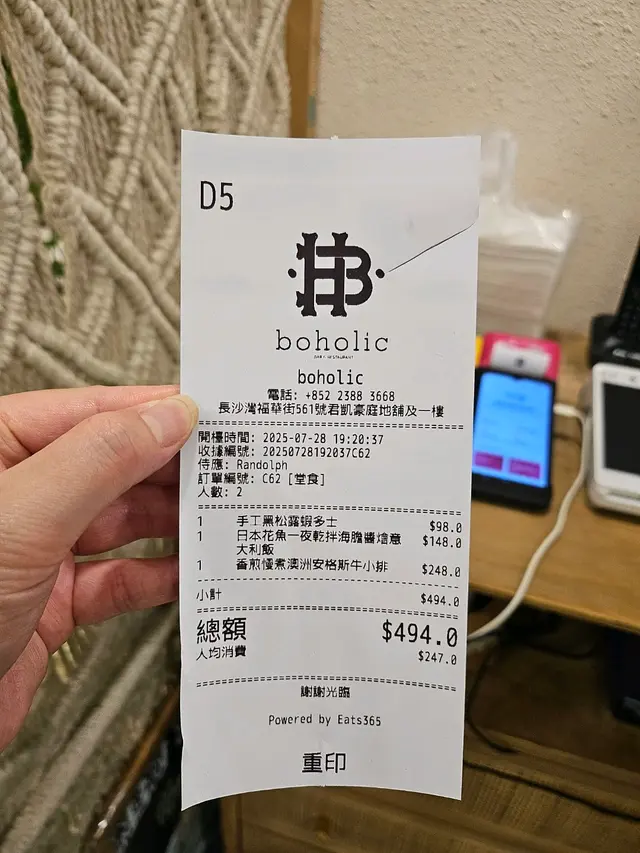 D5
HB
boholic
BAR & RESTAURANT
boholic
電話: +852 2388 3668
長沙灣福華街561號君凱豪庭地舖及一樓
開檯時間: 2025-07-28 19:20:37
收據編號: 20250728192037C62
侍應: Randolph
訂單編號: C62 [堂食]
人數: 2
1 手工黑松露蝦多士 $98.0
1 日本花魚一夜乾拌海膽醬燴意 $148.0
大利飯
1 香煎慢煮澳洲安格斯牛小排 $248.0
小計 $494.0
總額 $494.0
人均消費 $247.0
謝謝光臨
Powered by Eats365
重印